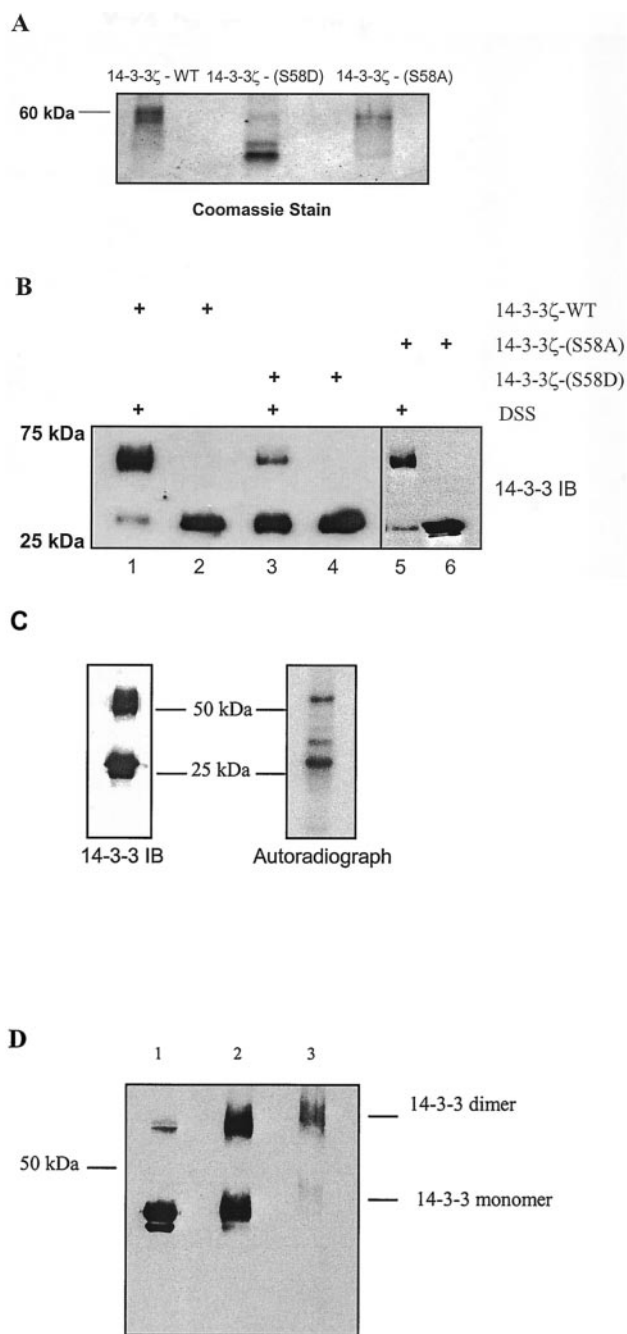 A
14-3-3ζ - WT 14-3-3ζ - (S58D) 14-3-3ζ - (S58A)
60 kDa
Coomassie Stain
B
+ + 14-3-3ζ-WT
+ + 14-3-3ζ-(S58A)
+ + 14-3-3ζ-(S58D)
+ + + DSS
75 kDa
14-3-3 IB
25 kDa
1 2 3 4 5 6
C
50 kDa
25 kDa
14-3-3 IB Autoradiograph
D
1 2 3
14-3-3 dimer
50 kDa
14-3-3 monomer